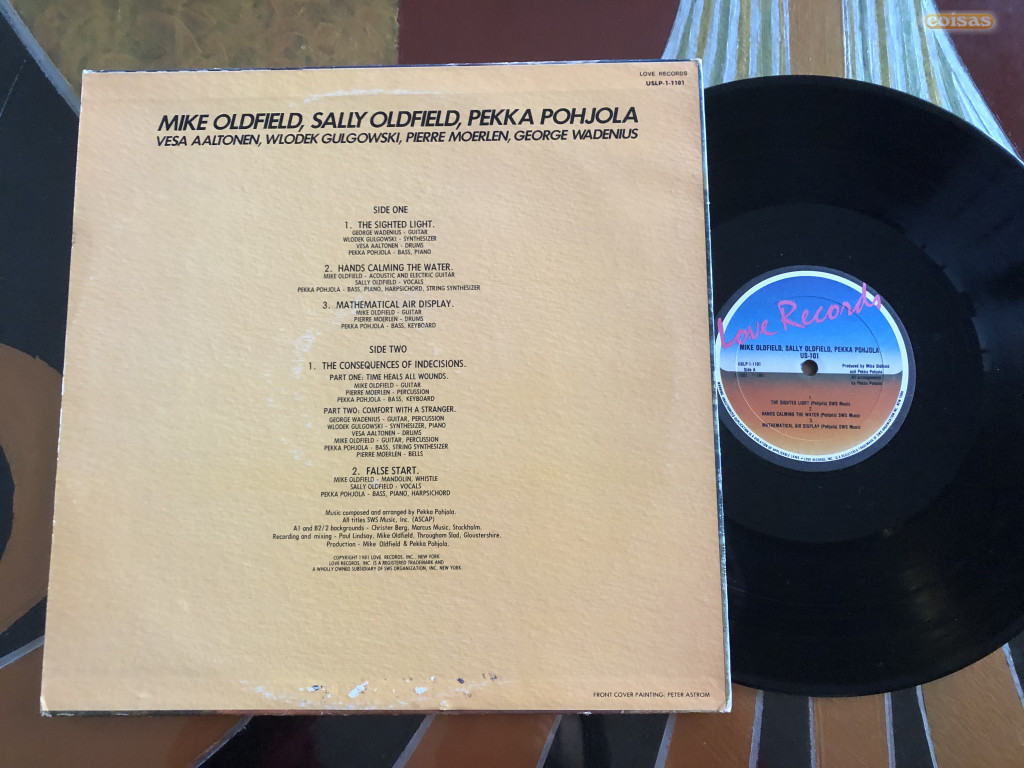 coisas
LOVE RECORDS
USLP-1-1101
MIKE OLDFIELD, SALLY OLDFIELD, PEKKA POHJOLA
VESA AALTONEN, WLODEK GULGOWSKI, PIERRE MOERLEN, GEORGE WADENIUS
SIDE ONE
1. THE SIGHTED LIGHT.
GEORGE WADENIUS - GUITAR
WLODEK GULGOWSKI - SYNTHESIZER
VESA AALTONEN - DRUMS
PEKKA POHJOLA - BASS, PIANO
2. HANDS CALMING THE WATER.
MIKE OLDFIELD - ACOUSTIC AND ELECTRIC GUITAR
SALLY OLDFIELD - VOCALS
PEKKA POHJOLA - BASS, PIANO, HARPSICHORD, STRING SYNTHESIZER
3. MATHEMATICAL AIR DISPLAY.
MIKE OLDFIELD - GUITAR
PIERRE MOERLEN - DRUMS
PEKKA POHJOLA - BASS, KEYBOARD
SIDE TWO
1. THE CONSEQUENCES OF INDECISIONS.
PART ONE: TIME HEALS ALL WOUNDS.
MIKE OLDFIELD - GUITAR
PIERRE MOERLEN - PERCUSSION
PEKKA POHJOLA - BASS, KEYBOARD
PART TWO: COMFORT WITH A STRANGER.
GEORGE WADENIUS - GUITAR, PERCUSSION
WLODEK GULGOWSKI - SYNTHESIZER, PIANO
VESA AALTONEN - DRUMS
MIKE OLDFIELD - GUITAR, PERCUSSION
PEKKA POHJOLA - BASS, STRING SYNTHESIZER
PIERRE MOERLEN - BELLS
2. FALSE START.
MIKE OLDFIELD - MANDOLIN, WHISTLE
SALLY OLDFIELD - VOCALS
PEKKA POHJOLA - BASS, PIANO, HARPSICHORD
Music composed and arranged by Pekka Pohjola.
All titles SWS Music, Inc. (ASCAP)
A1 and B2/2 backgrounds - Christer Berg, Marcus Music, Stockholm.
Recording and mixing - Paul Lindsay, Mike Oldfield, Througham Slad, Gloustershire.
Production - Mike Oldfield & Pekka Pohjola.
COPYRIGHT 1981 LOVE RECORDS, INC., NEW YORK
LOVE RECORDS, INC. IS A REGISTERED TRADEMARK AND
A WHOLLY OWNED SUBSIDIARY OF SWS ORGANIZATION, INC. NEW YORK.
FRONT COVER PAINTING: PETER ASTROM
Love Records
MIKE OLDFIELD, SALLY OLDFIELD, PEKKA POHJOLA
US-101
USLP-1-1101
Side A
Produced by Mike Oldfield
and Pekka Pohjola
All arrangements
by Pekka Pohjola
1
THE SIGHTED LIGHT (Pohjola) SWS Music
2
HANDS CALMING THE WATER (Pohjola) SWS Music
3
MATHEMATICAL AIR DISPLAY (Pohjola) SWS Music